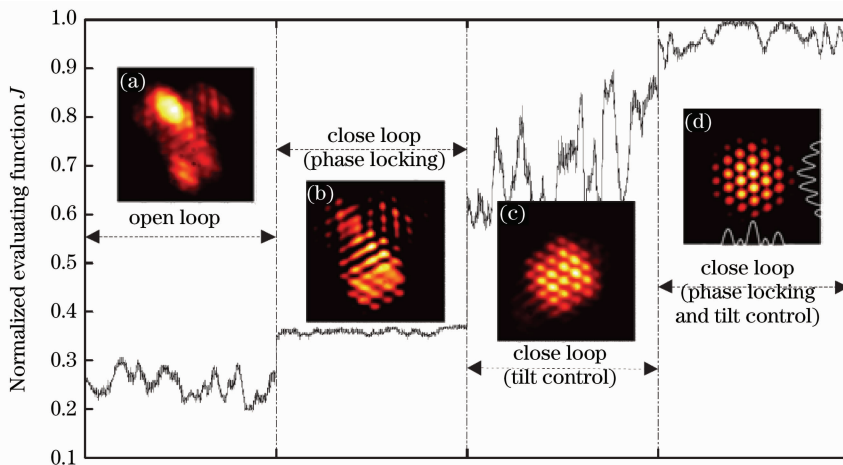 Normalized evaluating function J
1.0
0.9
0.8
0.7
0.6
0.5
0.4
0.3
0.2
0.1
(a)
open loop
close loop
(phase locking)
(b)
(c)
close loop
(tilt control)
(d)
close loop
(phase locking
and tilt control)